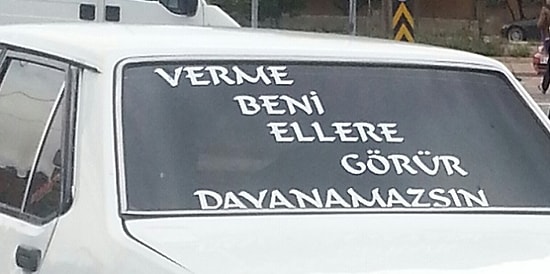 VERME
BENİ
ELLERE
GÖRÜR
DAYANAMAZSIN